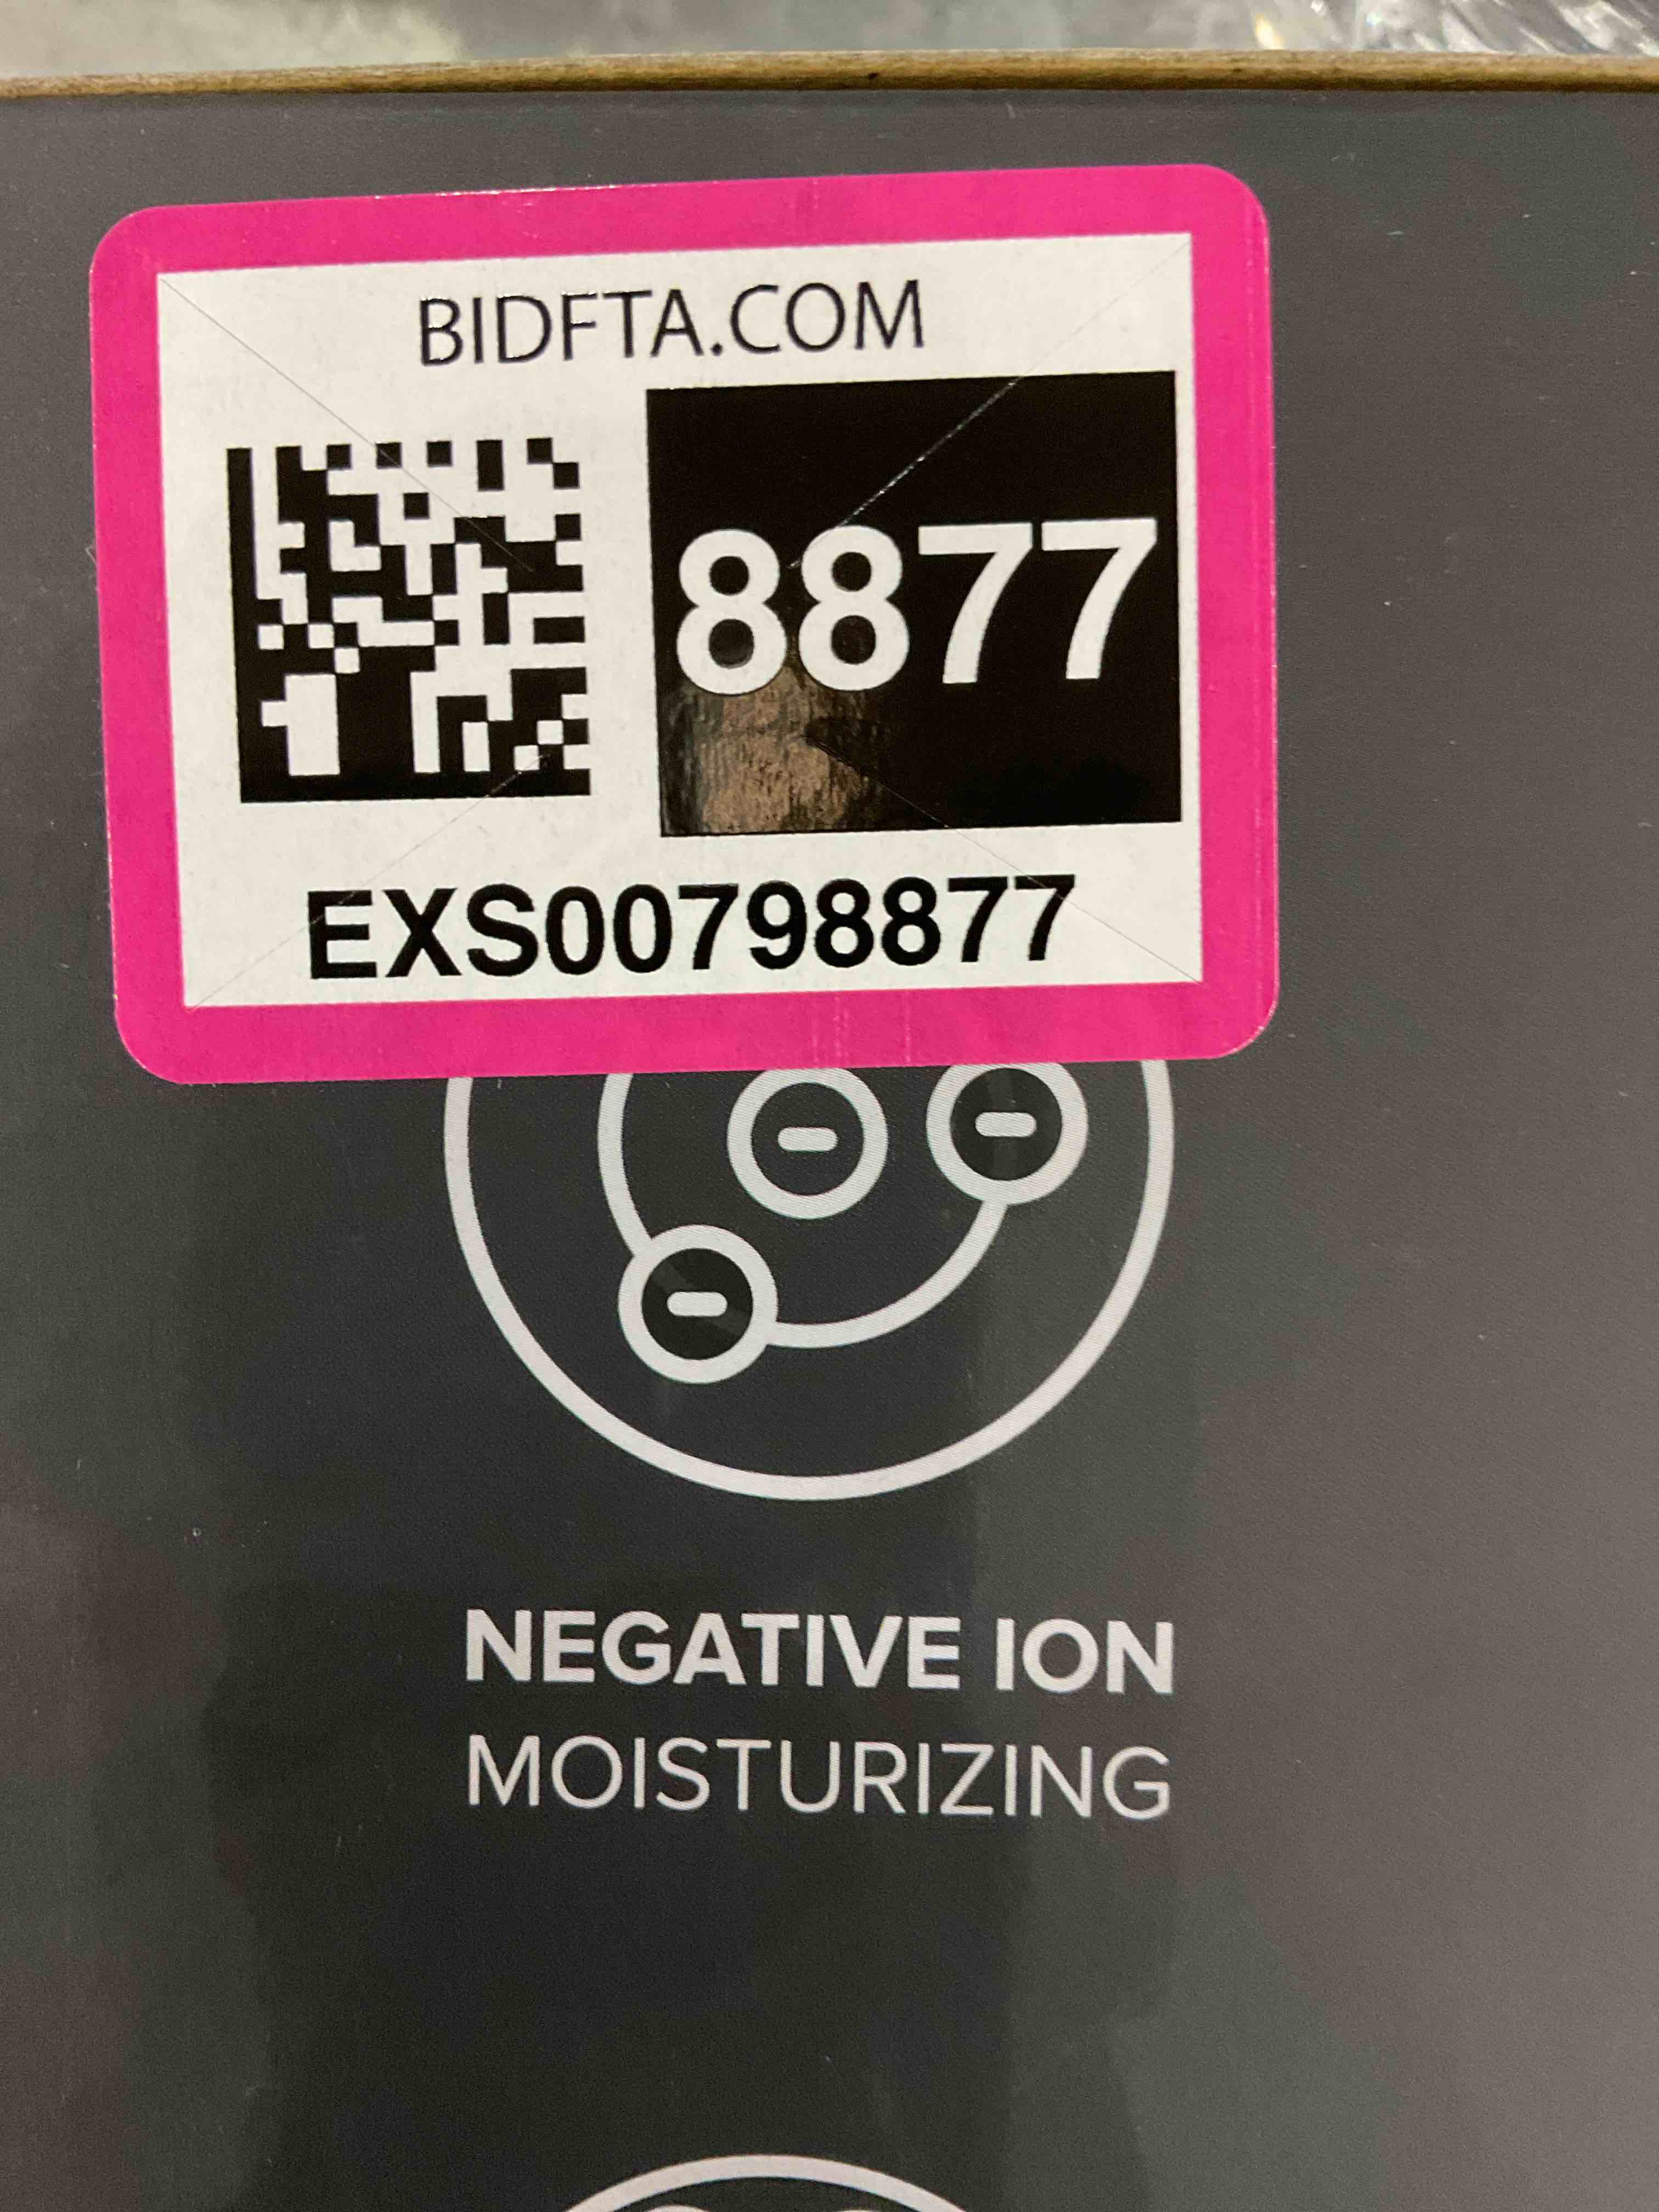 BIDFTA.COM
8877
EXS00798877
NEGATIVE ION
MOISTURIZING